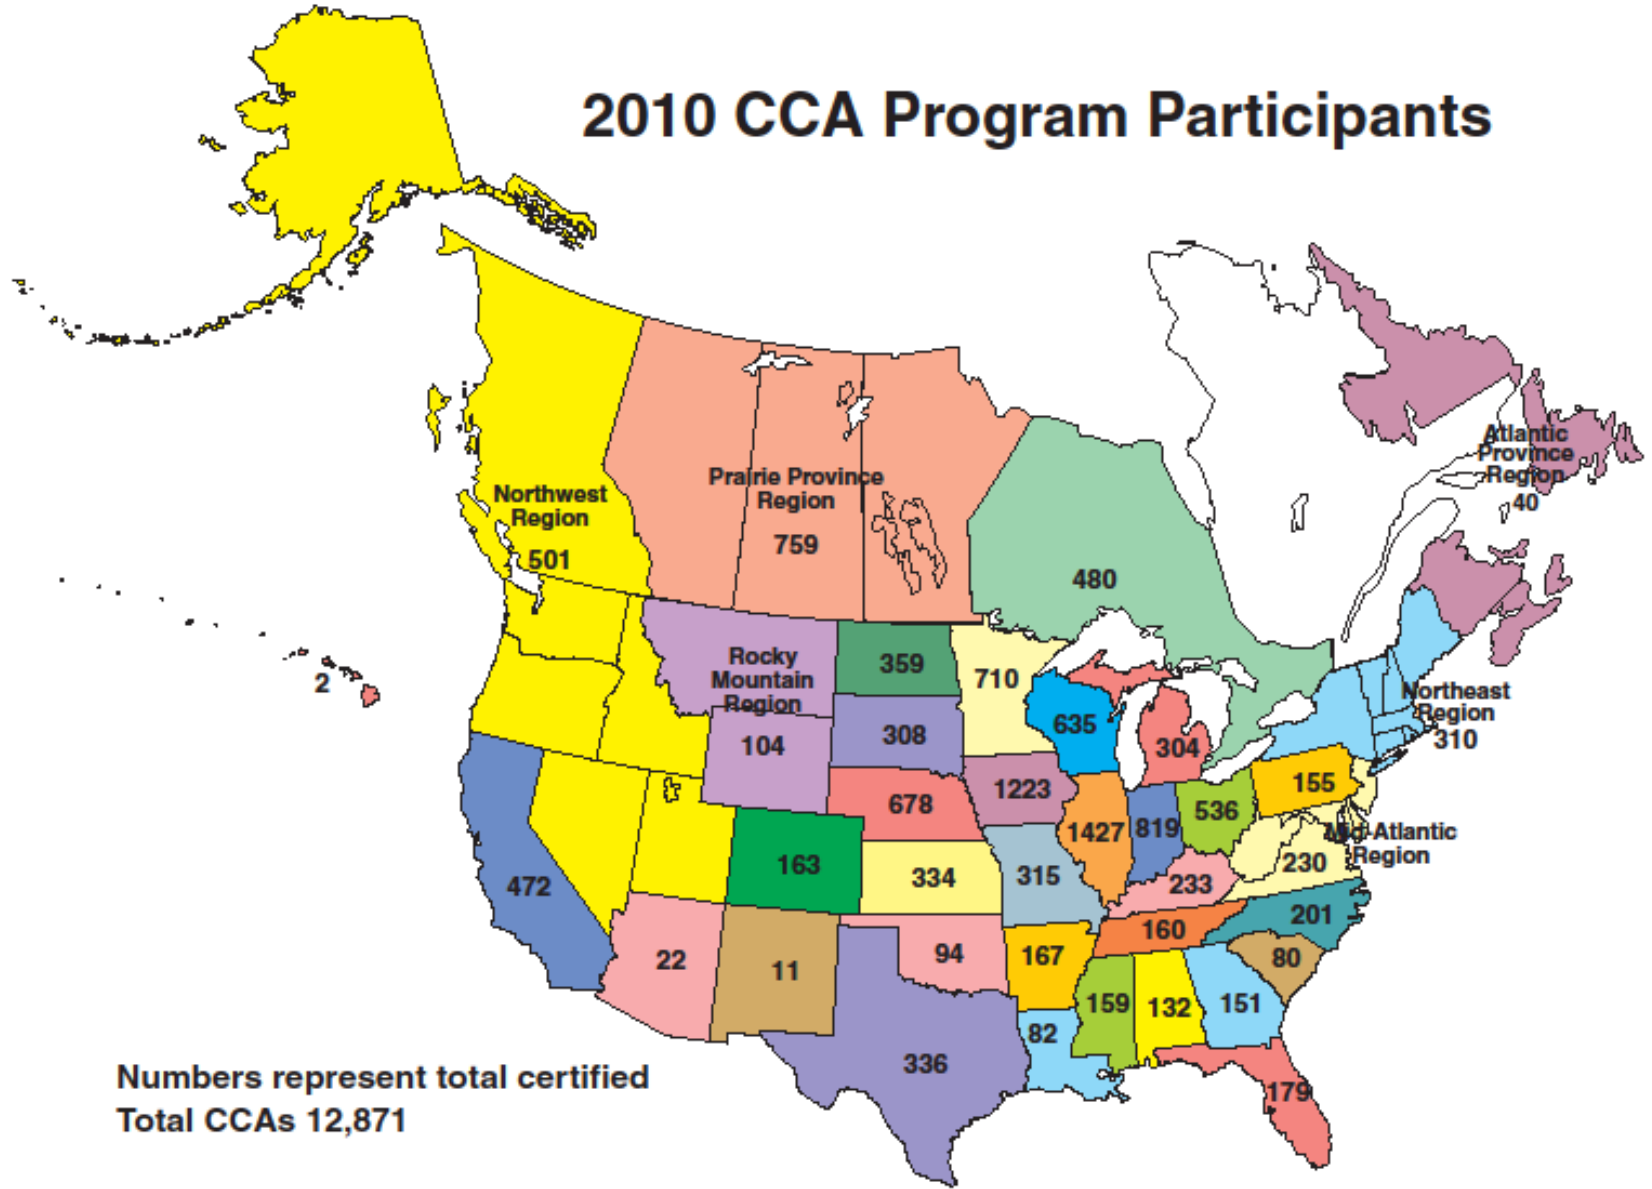 2010 CCA Program Participants
Northwest
Region
501
Prairie Province
Region
759
480
Atlantic
Province
Region
40
2
Rocky
Mountain
Region
104
359
710
635
304
Northeast
Region
310
308
678
1223
1427
819
536
155
Mid-Atlantic
Region
230
472
163
334
315
233
201
160
22
11
94
167
80
159
132
151
82
336
179
Numbers represent total certified
Total CCAs 12,871